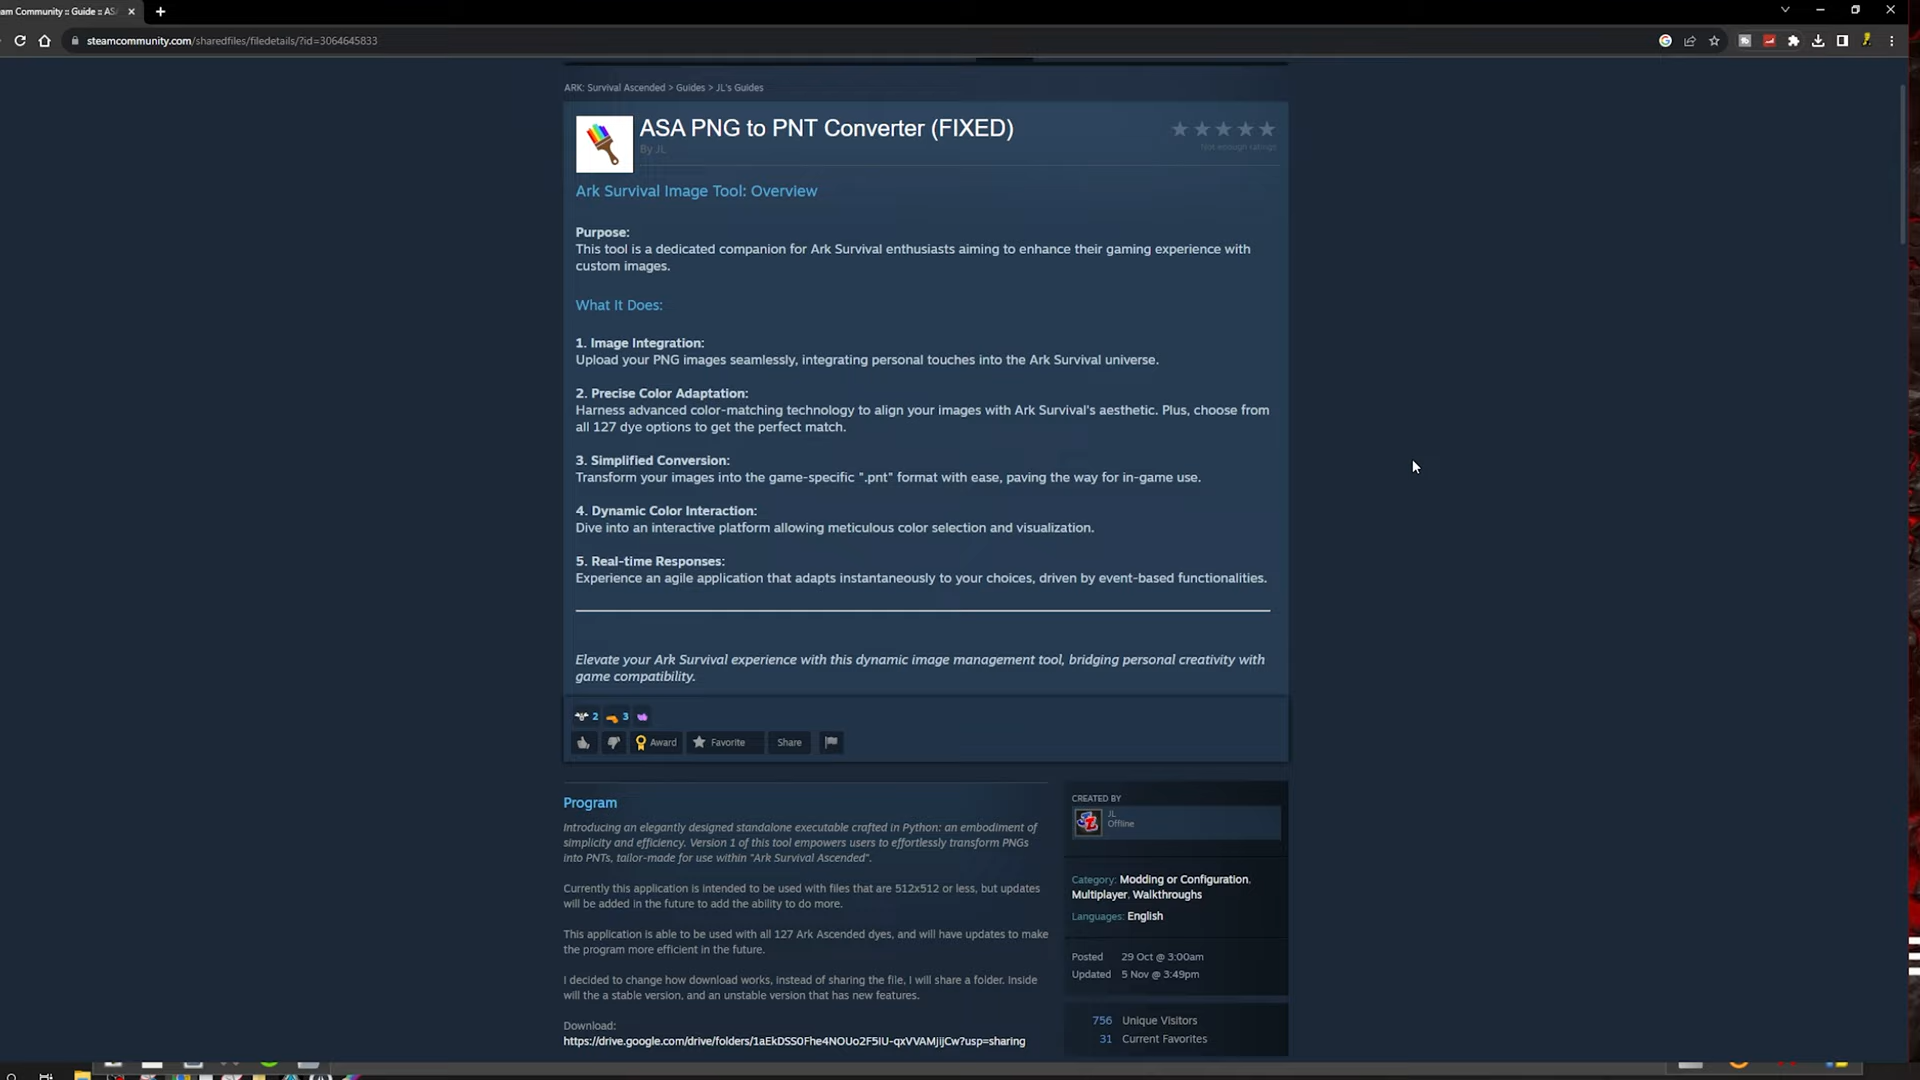 am Community :: Guide :: ASA
steamcommunity.com/sharedfiles/filedetails/?id=3064645833
ARK: Survival Ascended > Guides > JL's Guides
ASA PNG to PNT Converter (FIXED)
By JL
Not enough ratings
Ark Survival Image Tool: Overview
Purpose:
This tool is a dedicated companion for Ark Survival enthusiasts aiming to enhance their gaming experience with
custom images.
What It Does:
1. Image Integration:
Upload your PNG images seamlessly, integrating personal touches into the Ark Survival universe.
2. Precise Color Adaptation:
Harness advanced color-matching technology to align your images with Ark Survival's aesthetic. Plus, choose from
all 127 dye options to get the perfect match.
3. Simplified Conversion:
Transform your images into the game-specific ".pnt" format with ease, paving the way for in-game use.
4. Dynamic Color Interaction:
Dive into an interactive platform allowing meticulous color selection and visualization.
5. Real-time Responses:
Experience an agile application that adapts instantaneously to your choices, driven by event-based functionalities.
Elevate your Ark Survival experience with this dynamic image management tool, bridging personal creativity with
game compatibility.
2 3
Award Favorite Share
Program
Introducing an elegantly designed standalone executable crafted in Python: an embodiment of
simplicity and efficiency. Version 1 of this tool empowers users to effortlessly transform PNGs
into PNTs, tailor-made for use within "Ark Survival Ascended".
Currently this application is intended to be used with files that are 512x512 or less, but updates
will be added in the future to add the ability to do more.
This application is able to be used with all 127 Ark Ascended dyes, and will have updates to make
the program more efficient in the future.
I decided to change how download works, instead of sharing the file, I will share a folder. Inside
will the a stable version, and an unstable version that has new features.
Download:
https://drive.google.com/drive/folders/1aEkDSS0Fhe4NOUo2F5IU-qxVVAMjijCw?usp=sharing
CREATED BY
JL
Offline
Category: Modding or Configuration,
Multiplayer, Walkthroughs
Languages: English
Posted 29 Oct @ 3:00am
Updated 5 Nov @ 3:49pm
756 Unique Visitors
31 Current Favorites